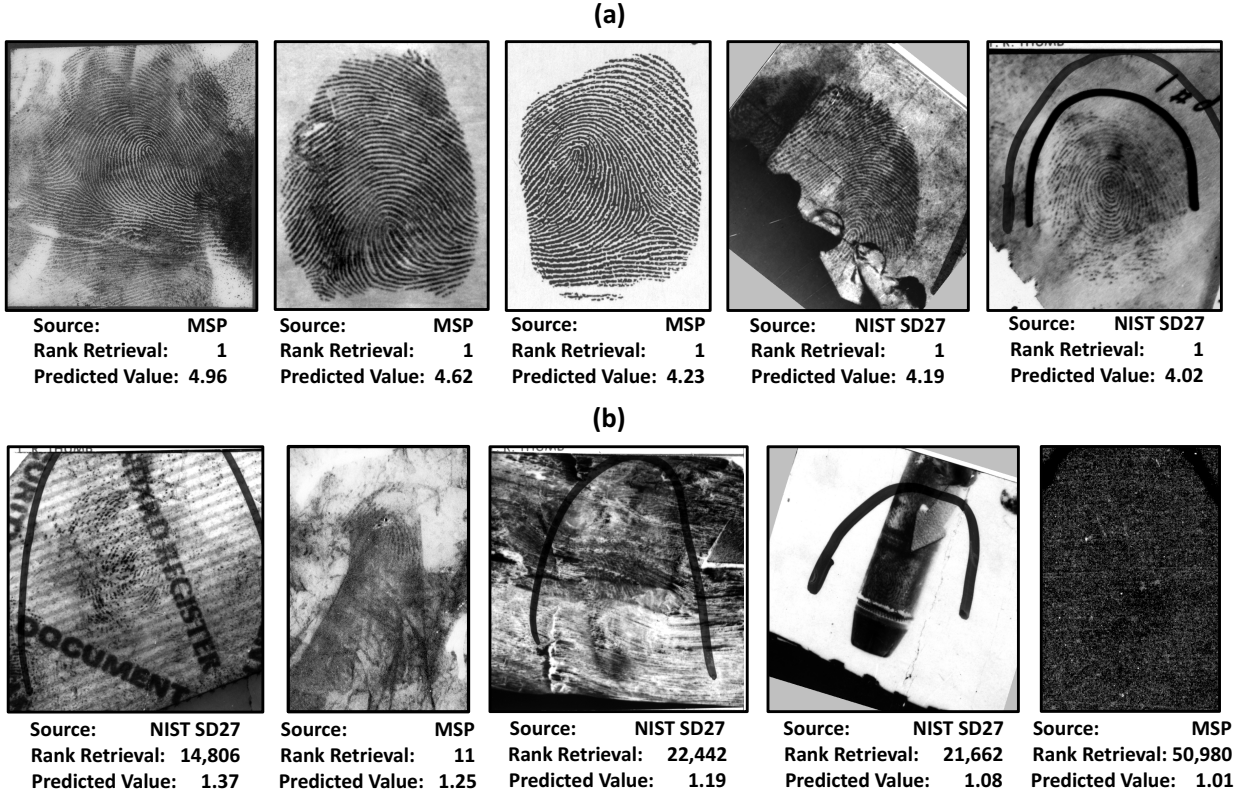 (a)
R. THUMB
P#1
Source: MSP
Rank Retrieval: 1
Predicted Value: 4.96
Source: MSP
Rank Retrieval: 1
Predicted Value: 4.62
Source: MSP
Rank Retrieval: 1
Predicted Value: 4.23
Source: NIST SD27
Rank Retrieval: 1
Predicted Value: 4.19
Source: NIST SD27
Rank Retrieval: 1
Predicted Value: 4.02
(b)
R. THUMB
REGISTER
DOCUMENT
R. THUMB
Source: NIST SD27
Rank Retrieval: 14,806
Predicted Value: 1.37
Source: MSP
Rank Retrieval: 11
Predicted Value: 1.25
Source: NIST SD27
Rank Retrieval: 22,442
Predicted Value: 1.19
Source: NIST SD27
Rank Retrieval: 21,662
Predicted Value: 1.08
Source: MSP
Rank Retrieval: 50,980
Predicted Value: 1.01